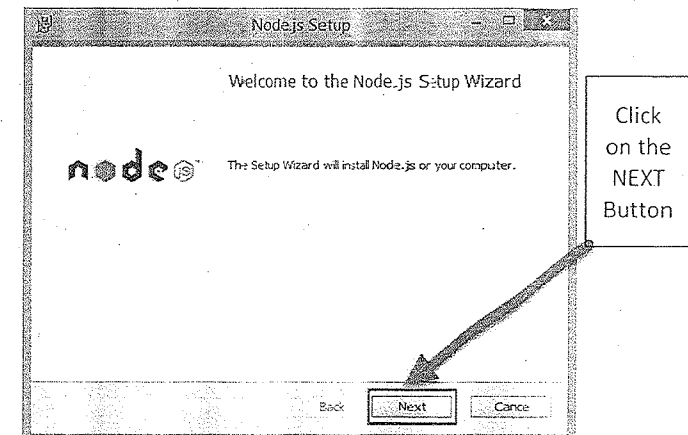 Node.js Setup
Welcome to the Node.js Setup Wizard
node js™
The Setup Wizard will install Node.js or your computer.
Click
on the
NEXT
Button
Back
Next
Cance